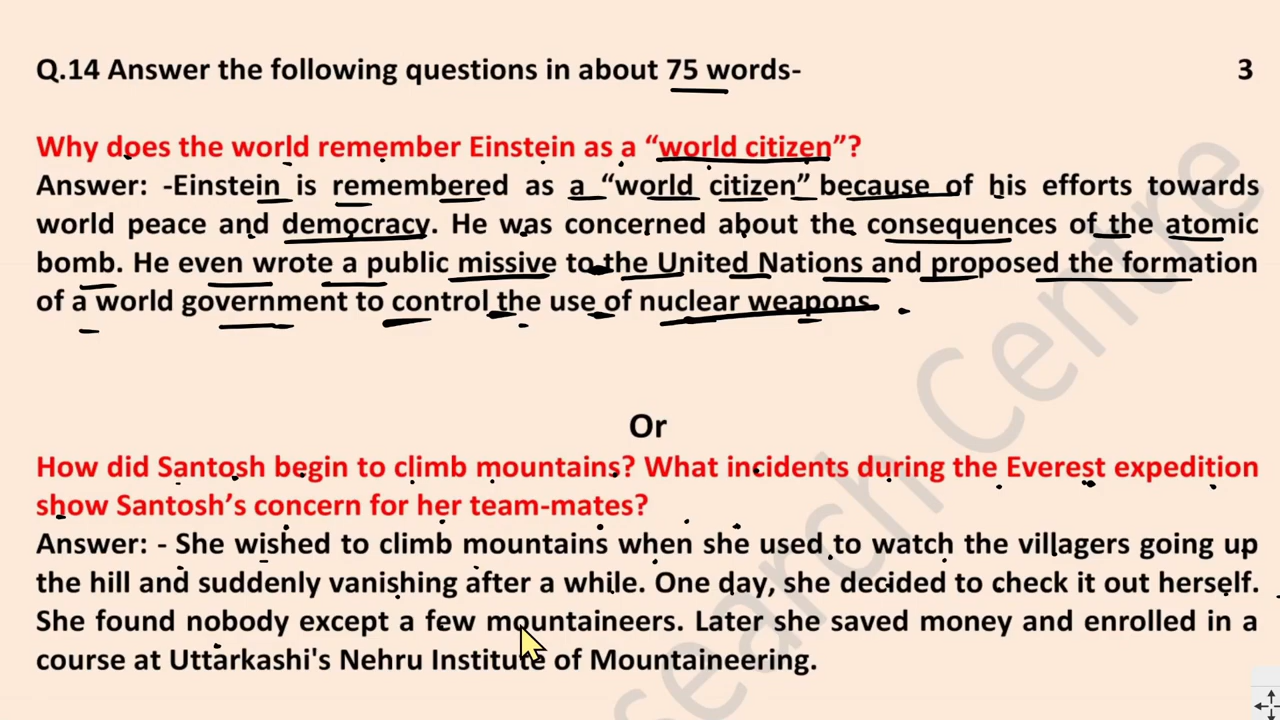 Q.14 Answer the following questions in about 75 words- 3
Why does the world remember Einstein as a “world citizen”?
Answer: -Einstein is remembered as a “world citizen” because of his efforts towards
world peace and democracy. He was concerned about the consequences of the atomic
bomb. He even wrote a public missive to the United Nations and proposed the formation
of a world government to control the use of nuclear weapons.
Or
How did Santosh begin to climb mountains? What incidents during the Everest expedition
show Santosh’s concern for her team-mates?
Answer: - She wished to climb mountains when she used to watch the villagers going up
the hill and suddenly vanishing after a while. One day, she decided to check it out herself.
She found nobody except a few mountaineers. Later she saved money and enrolled in a
course at Uttarkashi's Nehru Institute of Mountaineering.
search Centre